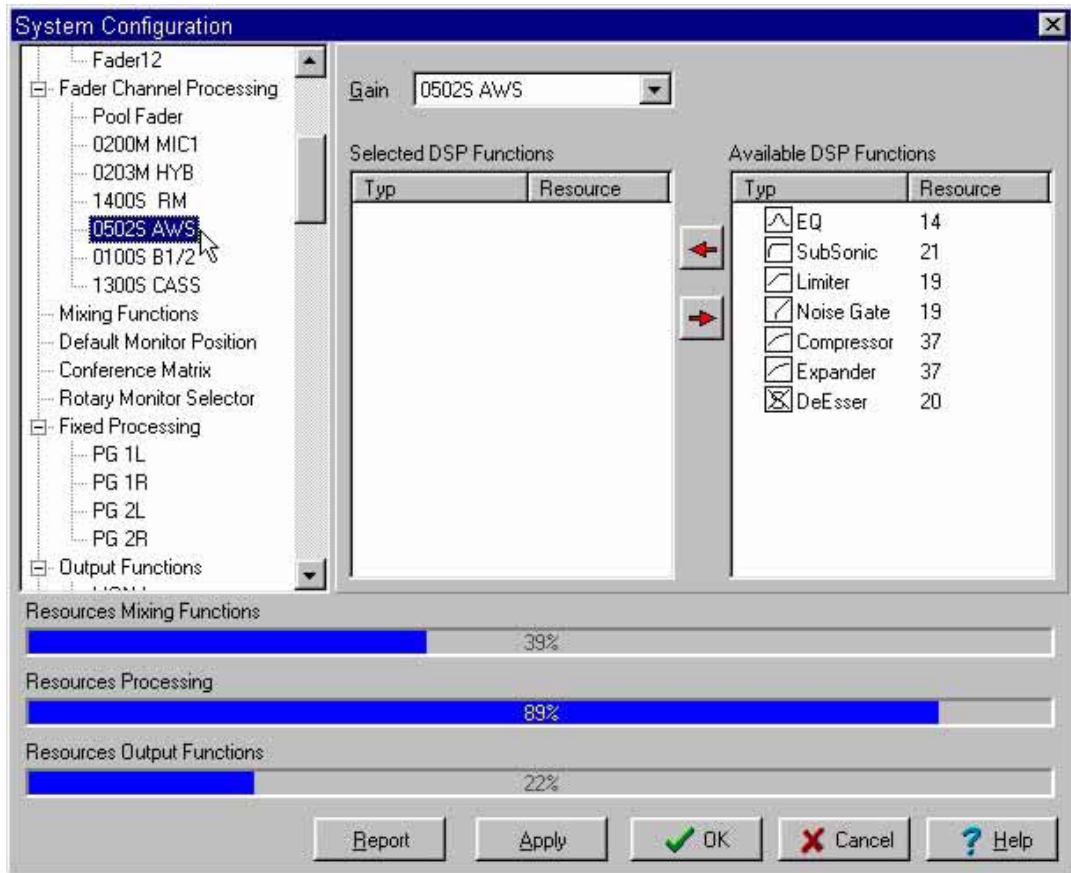 System Configuration
Fader12
Fader Channel Processing
Pool Fader
0200M MIC1
0203M HYB
1400S RM
0502S AWS
0100S B1/2
1300S CASS
Mixing Functions
Default Monitor Position
Conference Matrix
Rotary Monitor Selector
Fixed Processing
PG 1L
PG 1R
PG 2L
PG 2R
Output Functions
Gain 0502S AWS
Selected DSP Functions
Typ Resource
Available DSP Functions
Typ Resource
EQ 14
SubSonic 21
Limiter 19
Noise Gate 19
Compressor 37
Expander 37
DeEsser 20
Resources Mixing Functions
39%
Resources Processing
89%
Resources Output Functions
22%
Report Apply OK Cancel ? Help